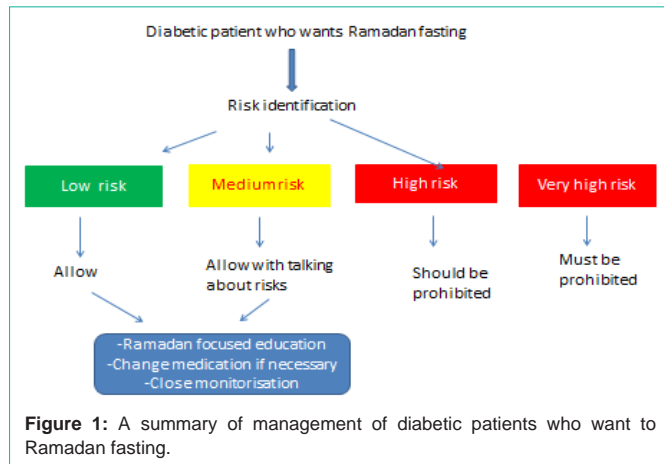 Diabetic patient who wants Ramadan fasting
Risk identification
Low risk
Medium risk
High risk
Very high risk
Allow
Allow with talking
about risks
Should be
prohibited
Must be
prohibited
-Ramadan focused education
-Change medication if necessary
-Close monitorisation
Figure 1: A summary of management of diabetic patients who want to
Ramadan fasting.